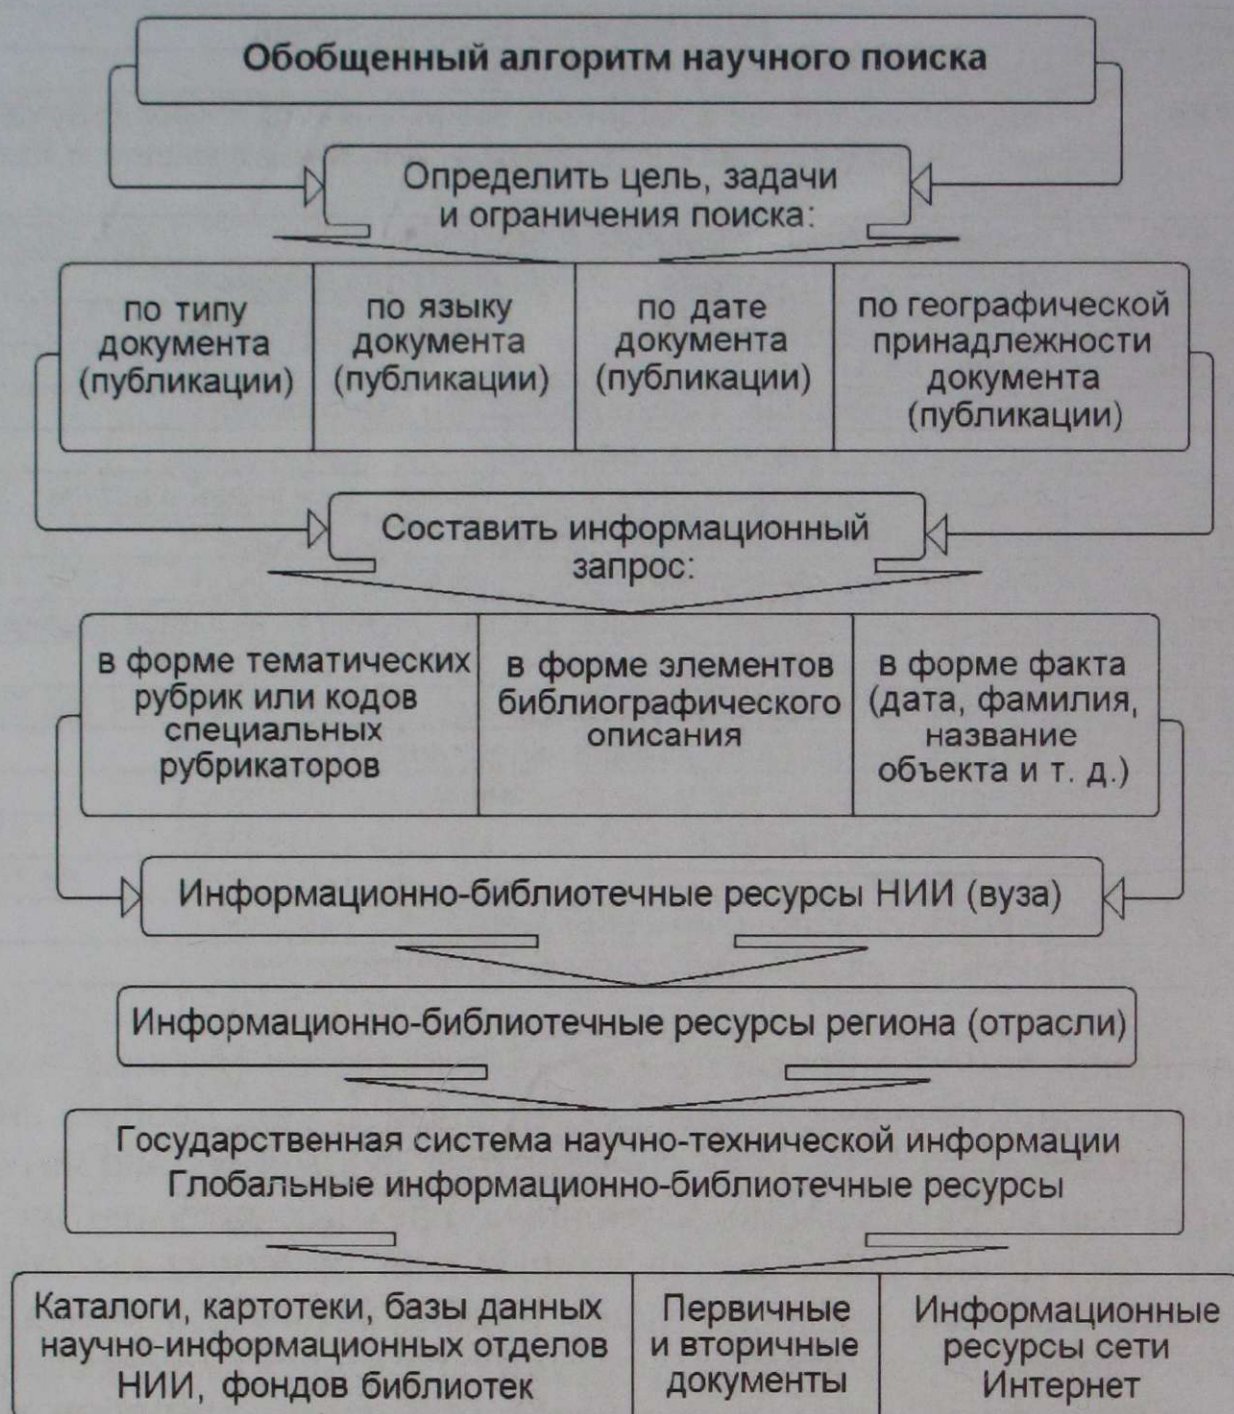 Обобщенный алгоритм научного поиска
Определить цель, задачи
и ограничения поиска:
по типу
документа
(публикации)
по языку
документа
(публикации)
по дате
документа
(публикации)
по географической
принадлежности
документа
(публикации)
Составить информационный
запрос:
в форме тематических
рубрик или кодов
специальных
рубрикаторов
в форме элементов
библиографического
описания
в форме факта
(дата, фамилия,
название
объекта и т. д.)
Информационно-библиотечные ресурсы НИИ (вуза)
Информационно-библиотечные ресурсы региона (отрасли)
Государственная система научно-технической информации
Глобальные информационно-библиотечные ресурсы
Каталоги, картотеки, базы данных
научно-информационных отделов
НИИ, фондов библиотек
Первичные
и вторичные
документы
Информационные
ресурсы сети
Интернет